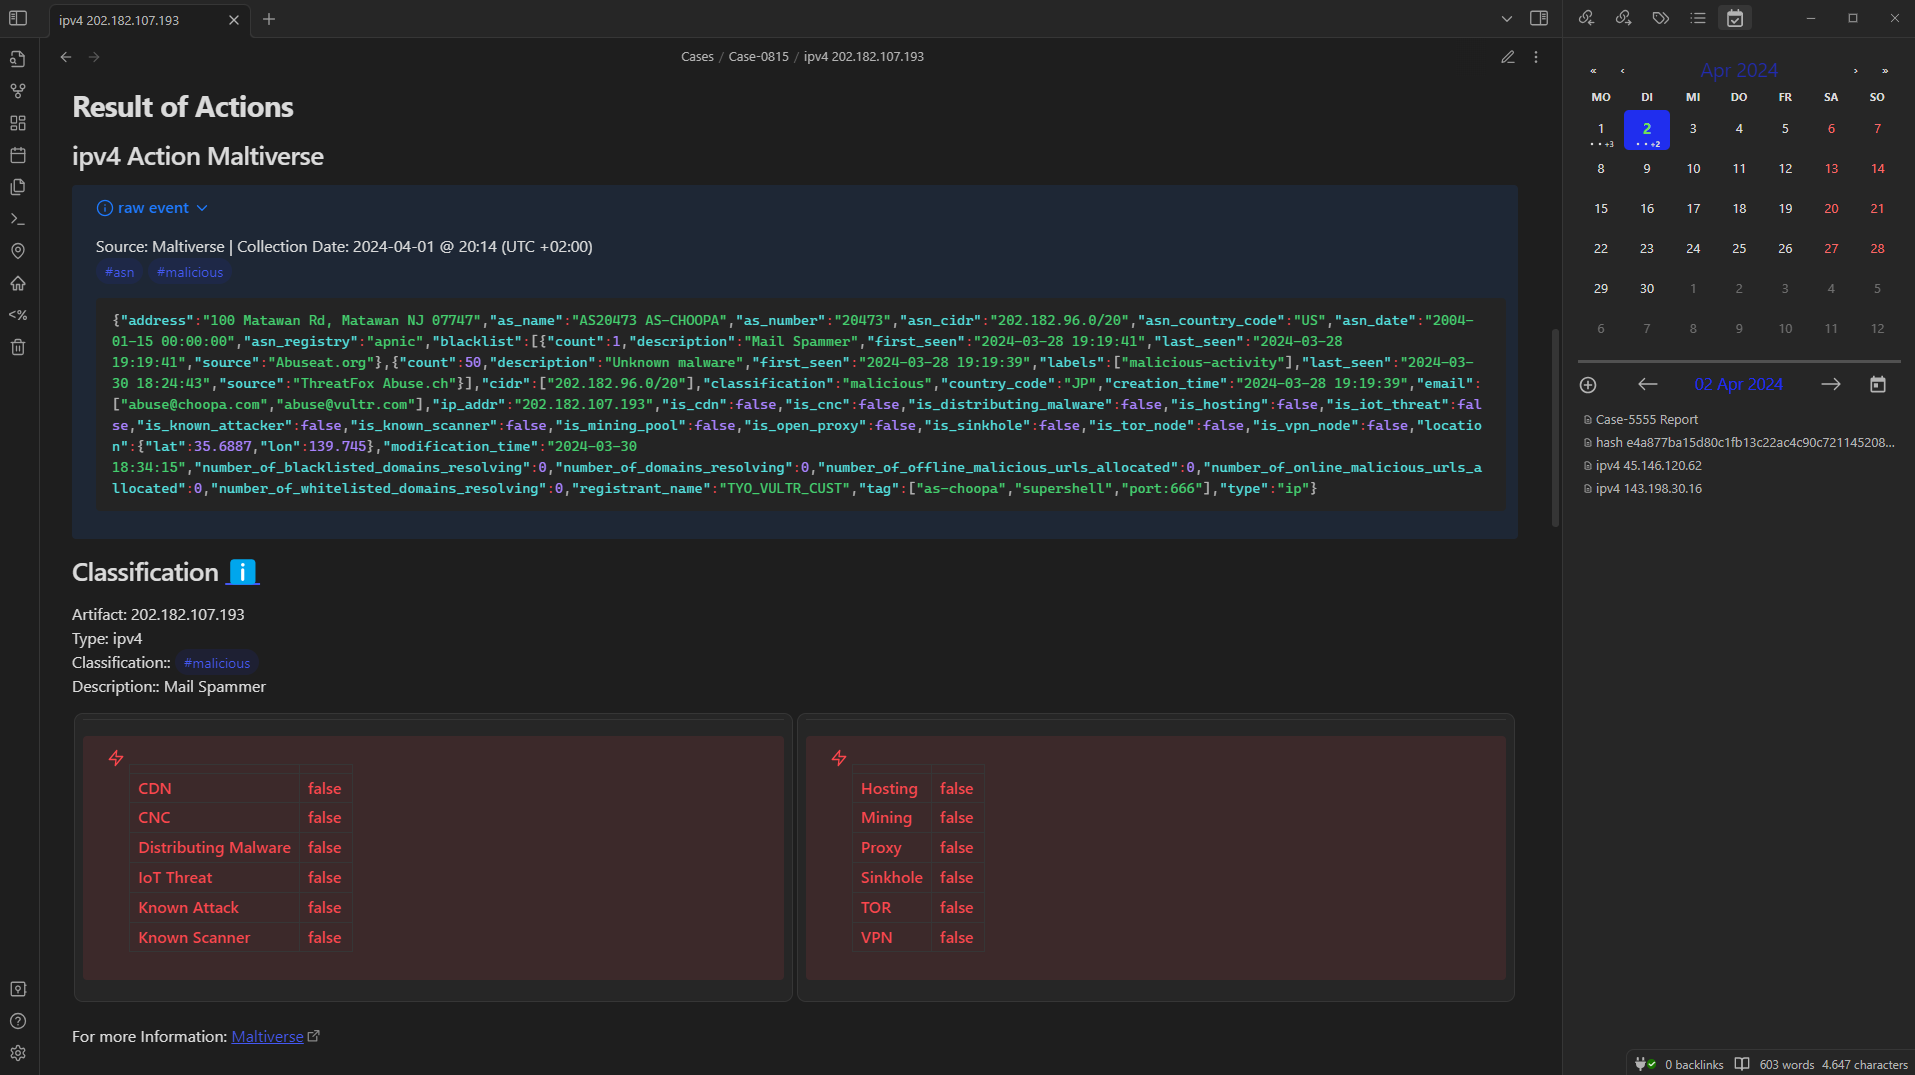 ipv4 202.182.107.193
Cases / Case-0815 / ipv4 202.182.107.193
Result of Actions
ipv4 Action Maltiverse
raw event
Source: Maltiverse | Collection Date: 2024-04-01 @ 20:14 (UTC +02:00)
#asn #malicious
{"address":"100 Matawan Rd, Matawan NJ 07747","as_name":"AS20473 AS-CHOOPA","as_number":"20473","asn_cidr":"202.182.96.0/20","asn_country_code":"US","asn_date":"2004-
01-15 00:00:00","asn_registry":"apnic","blacklist":[{"count":1,"description":"Mail Spammer","first_seen":"2024-03-28 19:19:41","last_seen":"2024-03-28
19:19:41","source":"Abuseat.org"},{"count":50,"description":"Unknown malware","first_seen":"2024-03-28 19:19:39","labels":["malicious-activity"],"last_seen":"2024-03-
30 18:24:43","source":"ThreatFox Abuse.ch"}],"cidr":["202.182.96.0/20"],"classification":"malicious","country_code":"JP","creation_time":"2024-03-28 19:19:39","email":
["abuse@choopa.com","abuse@vultr.com"],"ip_addr":"202.182.107.193","is_cdn":false,"is_cnc":false,"is_distributing_malware":false,"is_hosting":false,"is_iot_threat":fal
se,"is_known_attacker":false,"is_known_scanner":false,"is_mining_pool":false,"is_open_proxy":false,"is_sinkhole":false,"is_tor_node":false,"is_vpn_node":false,"locatio
n":{"lat":35.6887,"lon":139.745},"modification_time":"2024-03-30
18:34:15","number_of_blacklisted_domains_resolving":0,"number_of_domains_resolving":0,"number_of_offline_malicious_urls_allocated":0,"number_of_online_malicious_urls_a
llocated":0,"number_of_whitelisted_domains_resolving":0,"registrant_name":"TYO_VULTR_CUST","tag":["as-choopa","supershell","port:666"],"type":"ip"}
Classification i
Artifact: 202.182.107.193
Type: ipv4
Classification:: #malicious
Description:: Mail Spammer
CDN false
CNC false
Distributing Malware false
IoT Threat false
Known Attack false
Known Scanner false
Hosting false
Mining false
Proxy false
Sinkhole false
TOR false
VPN false
For more Information: Maltiverse
« ‹ Apr 2024 › »
MO DI MI DO FR SA SO
1 2 3 4 5 6 7
+3 +2
8 9 10 11 12 13 14
15 16 17 18 19 20 21
22 23 24 25 26 27 28
29 30 1 2 3 4 5
6 7 8 9 10 11 12
02 Apr 2024
Case-5555 Report
hash e4a877ba15d80c1fb13c22ac4c90c721145208...
ipv4 45.146.120.62
ipv4 143.198.30.16
0 backlinks 603 words 4.647 characters